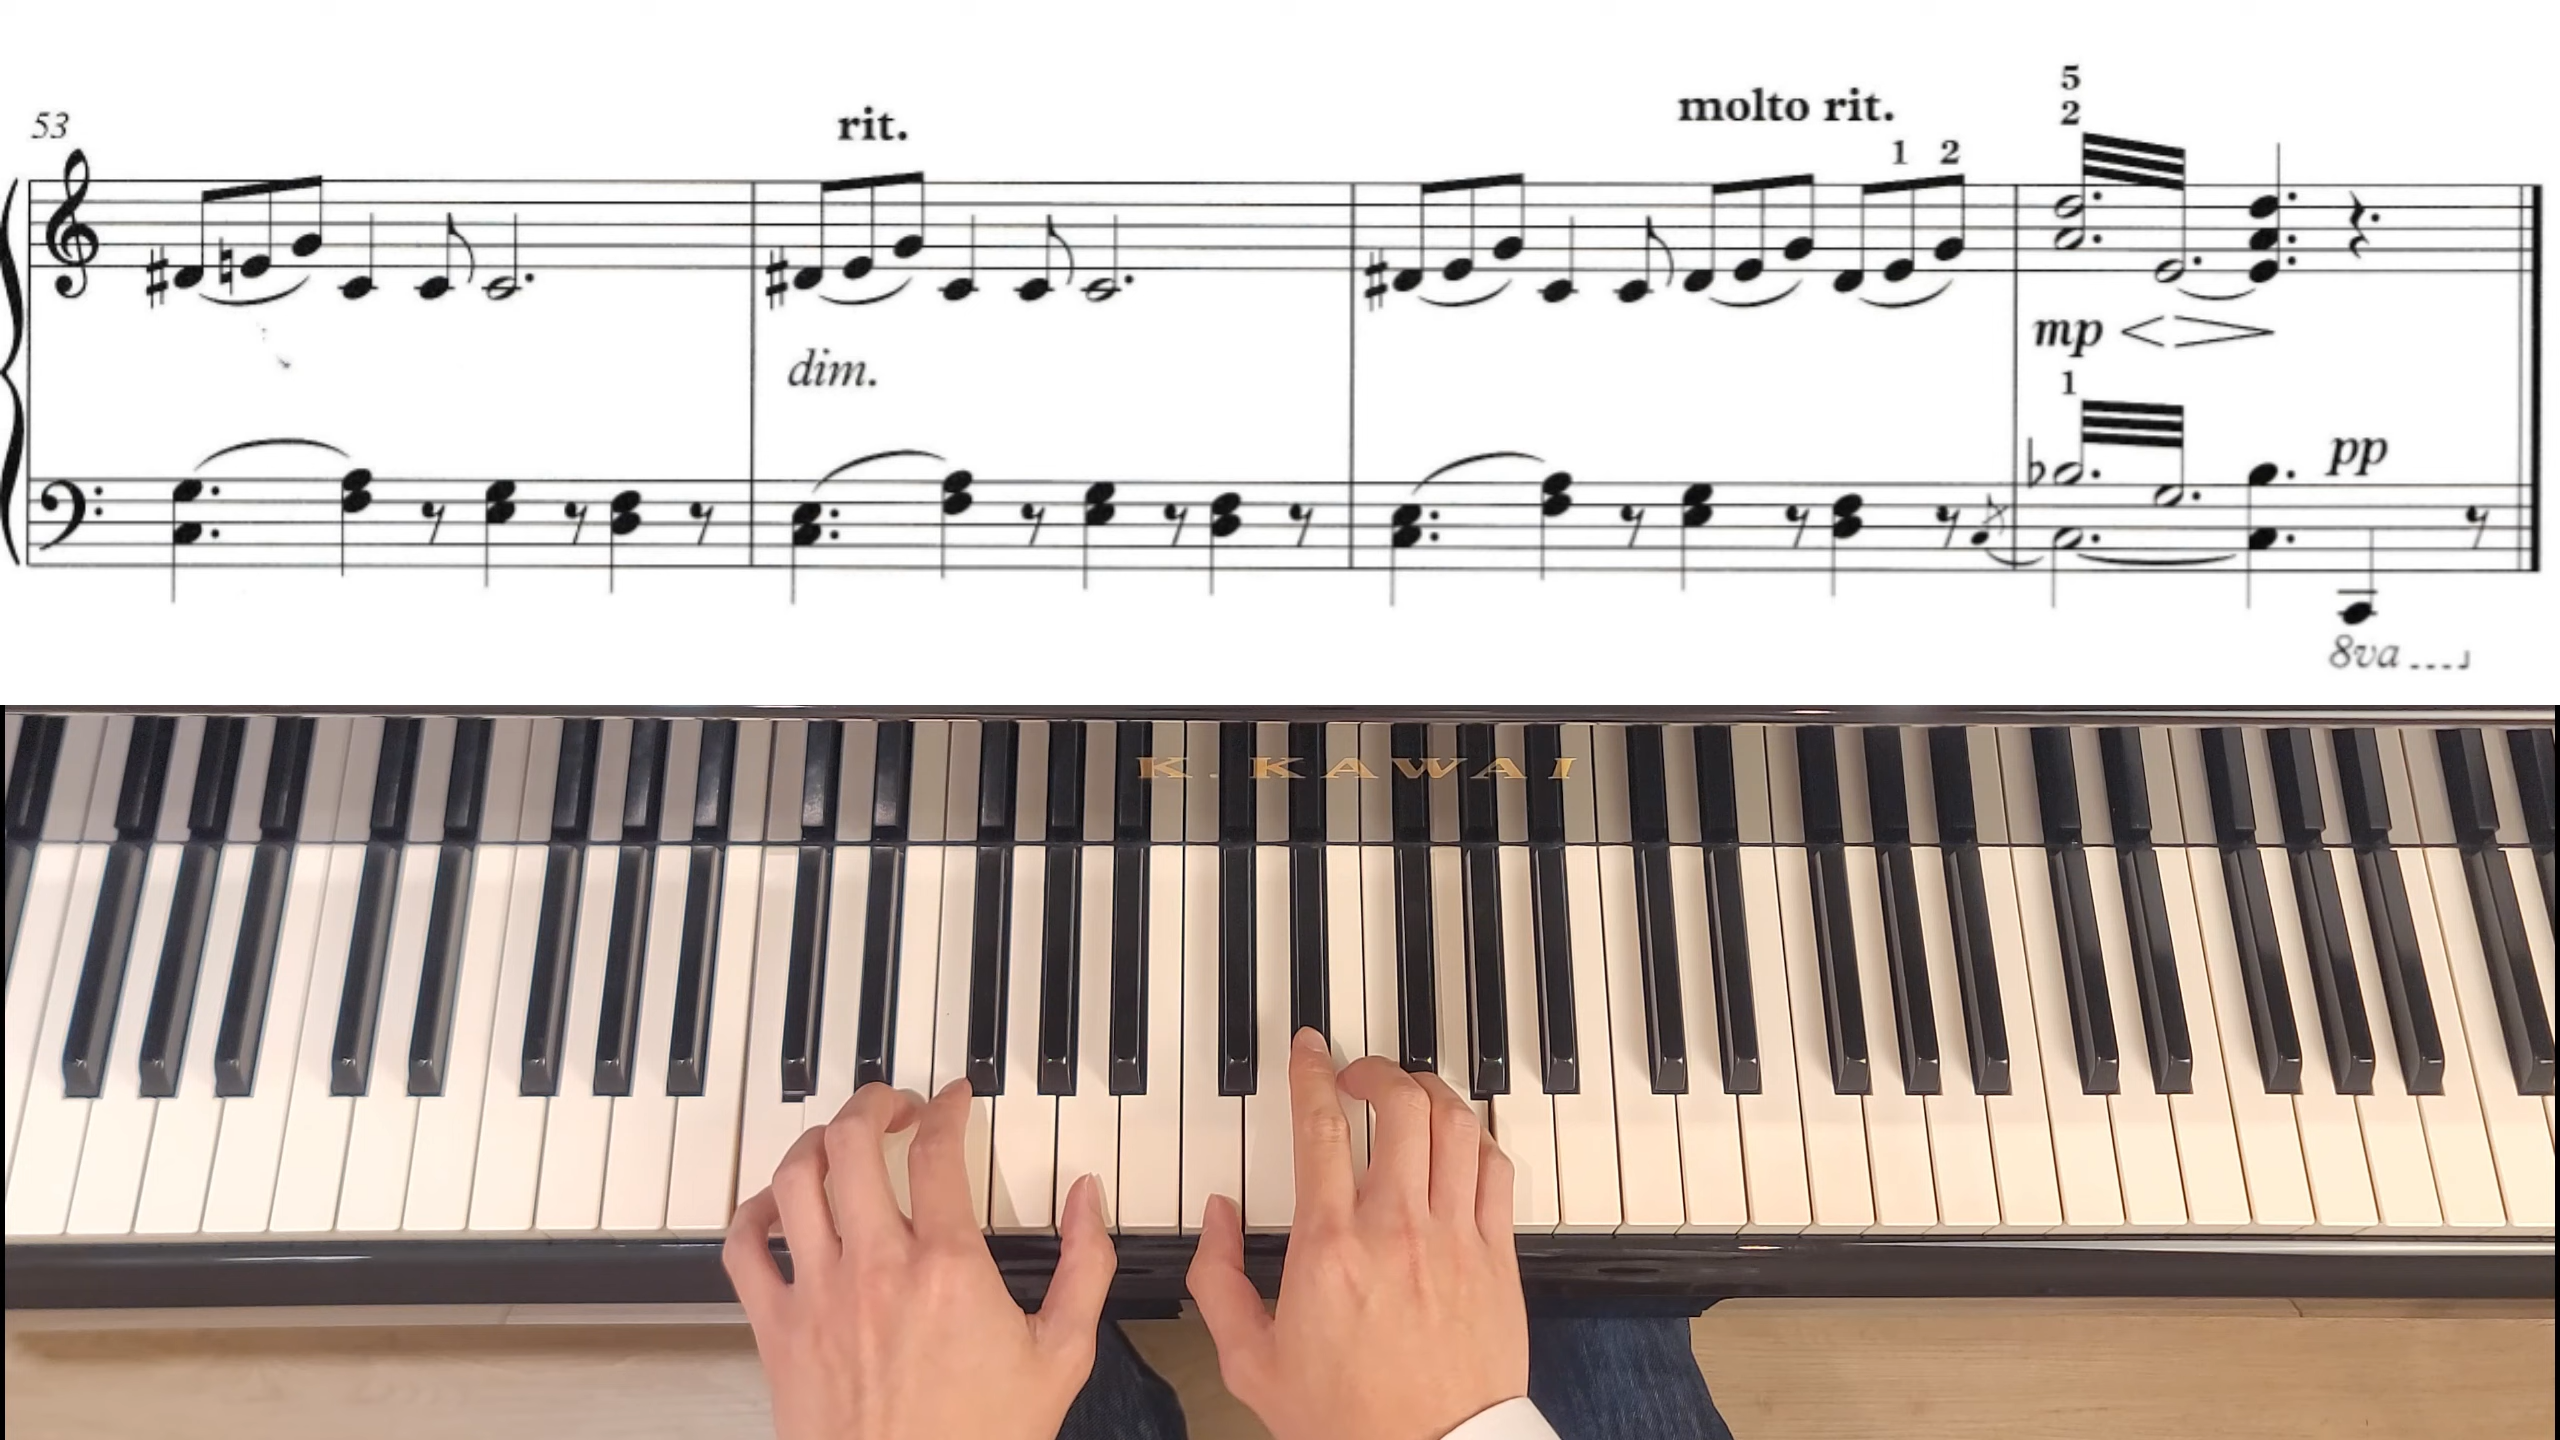 5
2
53
rit.
molto rit.
1 2
mp
dim.
1
pp
8va
K. KAWAI